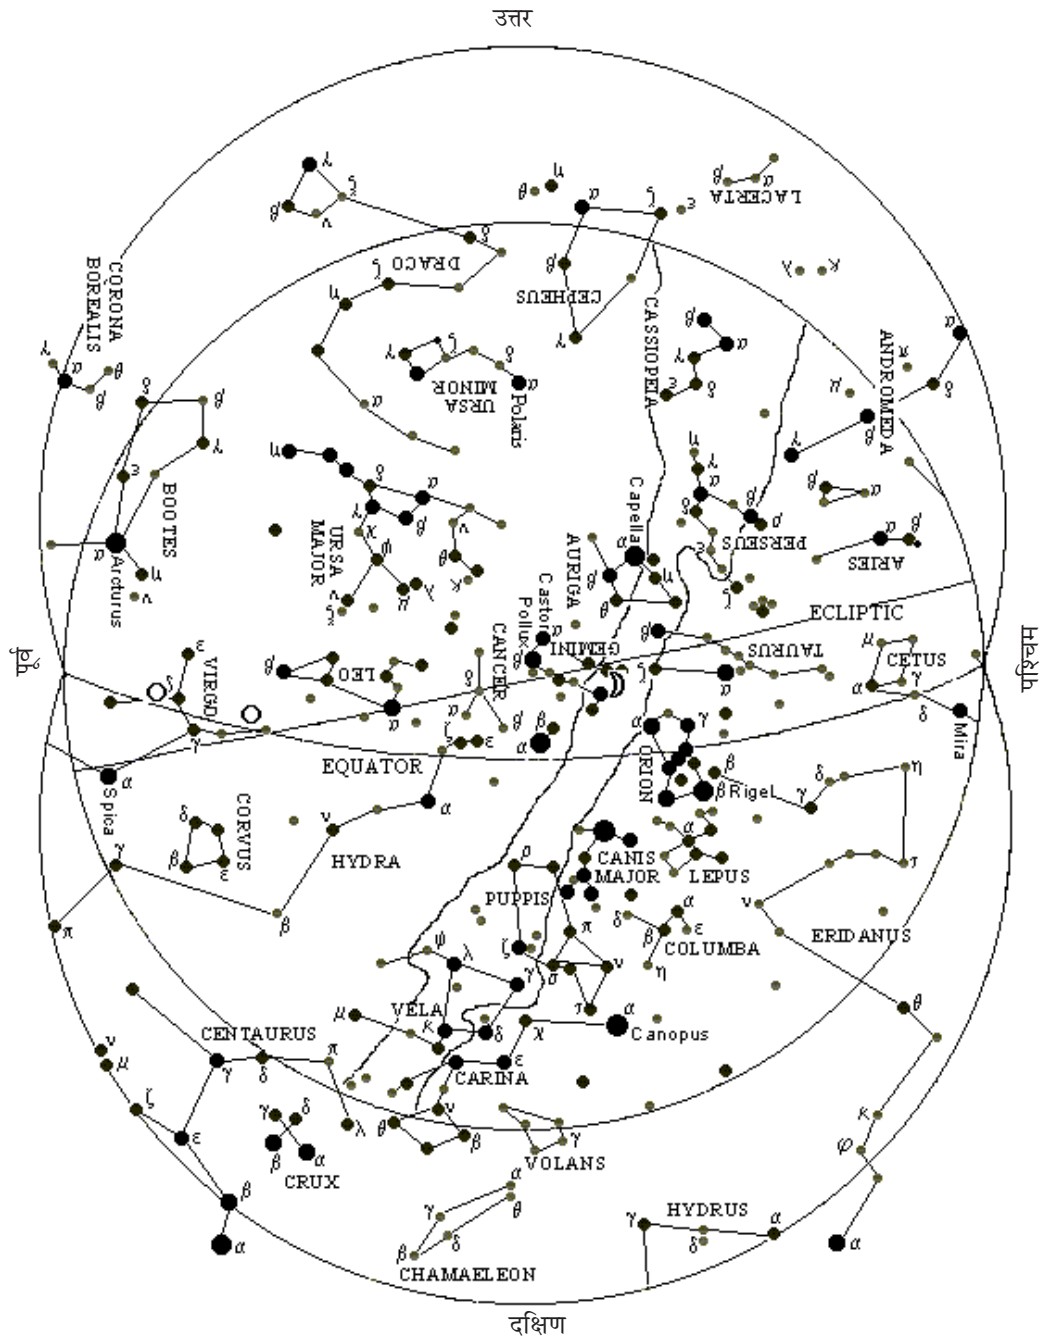 उत्तर
LACERTA
DRACO
CEPHEUS
CORONA
BOREALIS
CASSIOPEIA
ANDROMEDA
URSA
MINOR
Polaris
BOOTES
Arcturus
URSA
MAJOR
Capella
AURIGA
PERSEUS
ARIES
Castor
Pollux
GEMINI
ECLIPTIC
TAURUS
पूर्व
पश्चिम
VIRGO
LEO
CANCER
CETUS
Mira
EQUATOR
ORION
β Rigel
Spica
CORVUS
HYDRA
CANIS
MAJOR
LEPUS
PUPPIS
COLUMBA
ERIDANUS
VELA
Canopus
CENTAURUS
CARINA
CRUX
VOLANS
HYDRUS
CHAMAELEON
दक्षिण